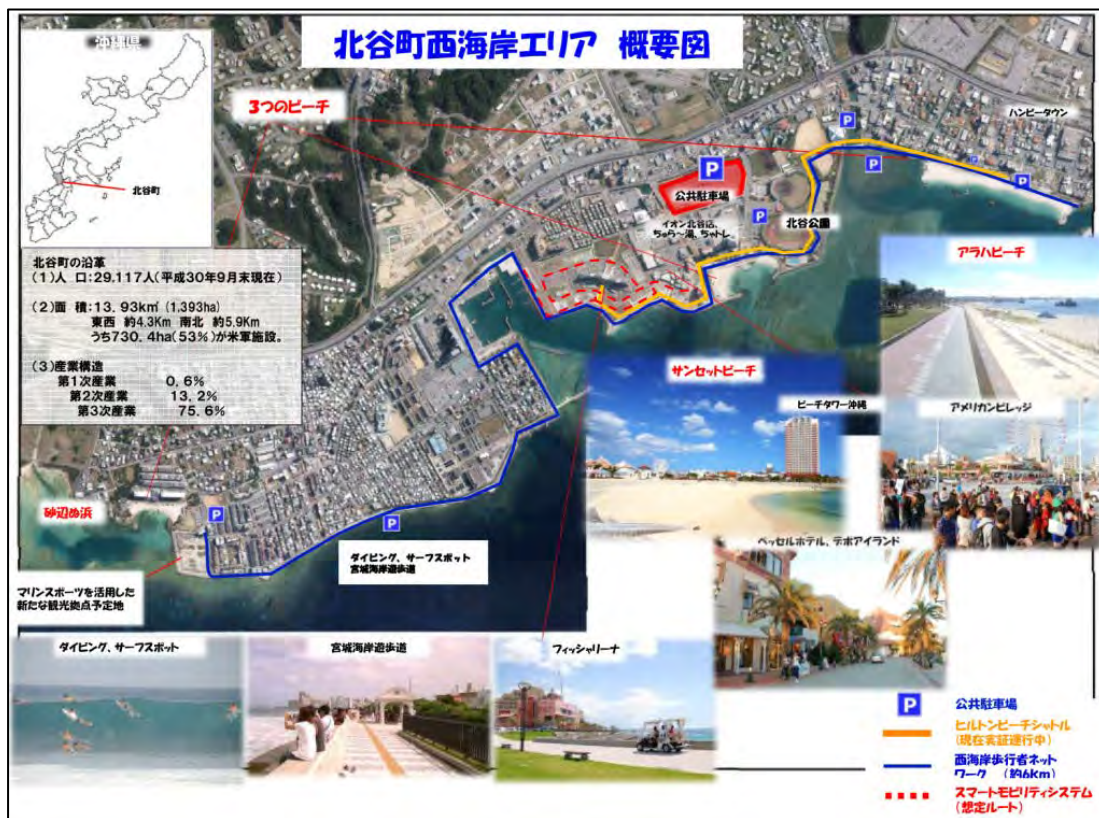 北谷町西海岸エリア 概要図
沖縄県
北谷町
3つのビーチ
ハンビータウン
P
P
P
P
P
公共駐車場
イオン北谷店、
ちゅら～湯、ちゃトレ。
北谷公園
北谷町の沿革
(1)人 口:29,117人(平成30年9月末現在)
(2)面 積:13.93k㎡ (1,393ha)
東西 約4.3Km 南北 約5.9Km
うち730.4ha(53%)が米軍施設。
(3)産業構造
第1次産業 0.6%
第2次産業 13.2%
第3次産業 75.6%
アラハビーチ
サンセットビーチ
ビーチタワー沖縄
アメリカンビレッジ
砂辺ぬ浜
P
P
ダイビング、サーフスポット
宮城海岸遊歩道
マリンスポーツを活用した
新たな観光拠点予定地
ベッセルホテル、デポアイランド
ダイビング、サーフスポット
宮城海岸遊歩道
フィッシャリーナ
P 公共駐車場
ヒルトンビーチシャトル
(現在実証運行中)
西海岸歩行者ネット
ワーク (約6Km)
スマートモビリティシステム
(想定ルート)